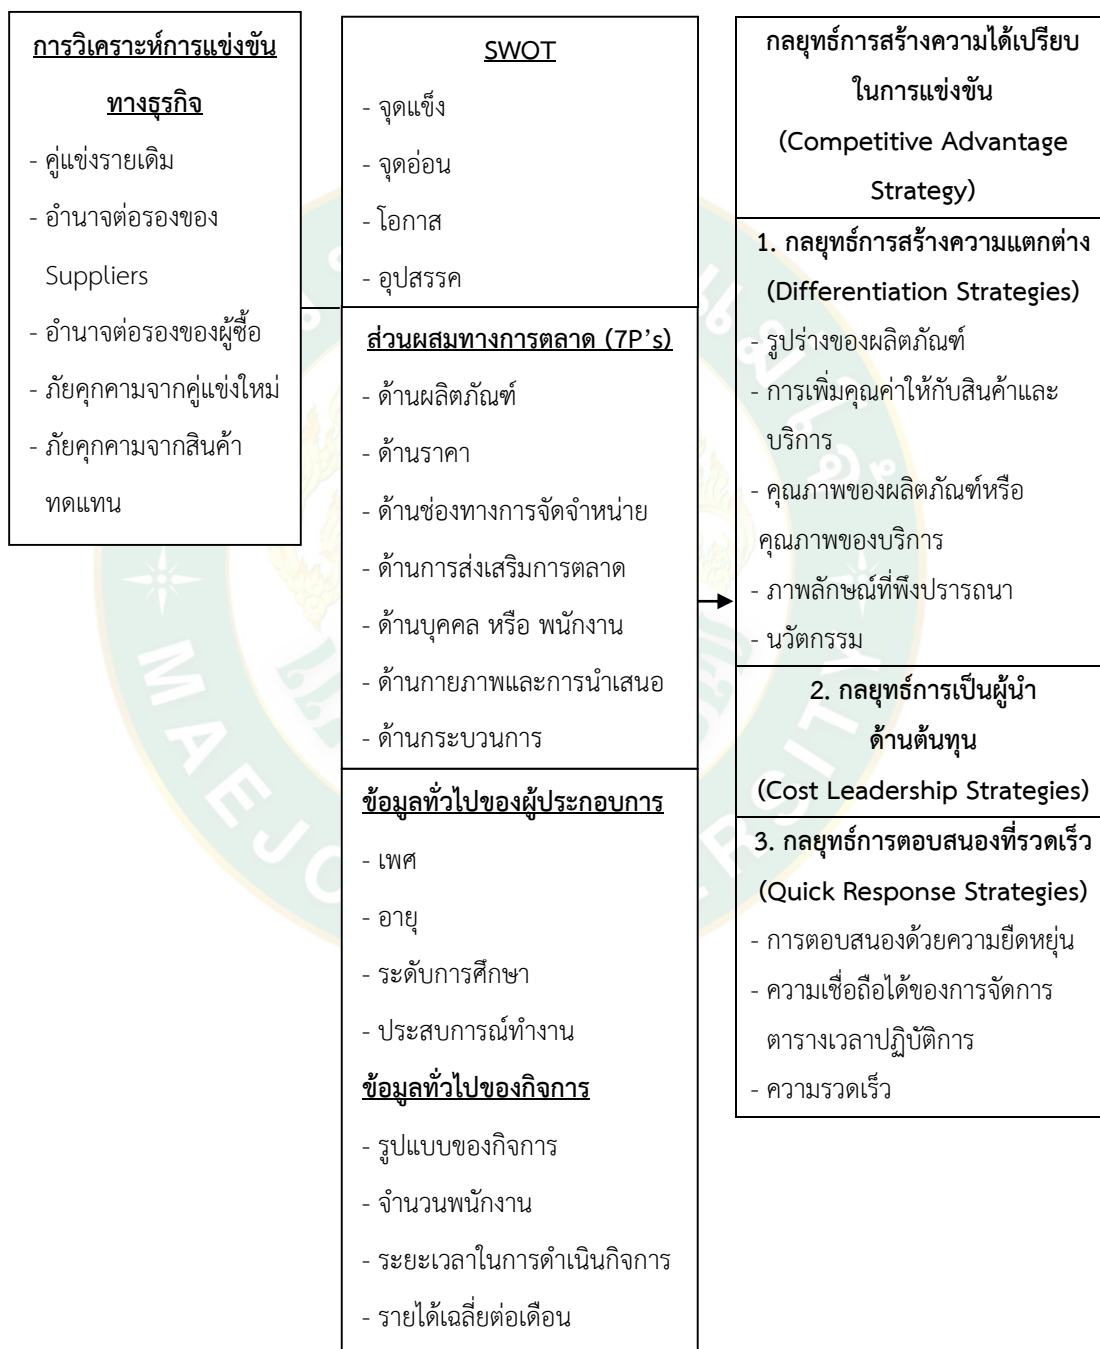 การวิเคราะห์การแข่งขัน
ทางธุรกิจ
- คู่แข่งรายเดิม
- อำนาจต่อรองของ
Suppliers
- อำนาจต่อรองของผู้ซื้อ
- ภัยคุกคามจากคู่แข่งใหม่
- ภัยคุกคามจากสินค้า
ทดแทน
SWOT
- จุดแข็ง
- จุดอ่อน
- โอกาส
- อุปสรรค
ส่วนผสมทางการตลาด (7P's)
- ด้านผลิตภัณฑ์
- ด้านราคา
- ด้านช่องทางการจัดจำหน่าย
- ด้านการส่งเสริมการตลาด
- ด้านบุคคล หรือ พนักงาน
- ด้านกายภาพและการนำเสนอ
- ด้านกระบวนการ
ข้อมูลทั่วไปของผู้ประกอบการ
- เพศ
- อายุ
- ระดับการศึกษา
- ประสบการณ์ทำงาน
ข้อมูลทั่วไปของกิจการ
- รูปแบบของกิจการ
- จำนวนพนักงาน
- ระยะเวลาในการดำเนินกิจการ
- รายได้เฉลี่ยต่อเดือน
กลยุทธ์การสร้างความได้เปรียบ
ในการแข่งขัน
(Competitive Advantage
Strategy)
1. กลยุทธ์การสร้างความแตกต่าง
(Differentiation Strategies)
- รูปร่างของผลิตภัณฑ์
- การเพิ่มคุณค่าให้กับสินค้าและ
บริการ
- คุณภาพของผลิตภัณฑ์หรือ
คุณภาพของบริการ
- ภาพลักษณ์ที่พึงปรารถนา
- นวัตกรรม
2. กลยุทธ์การเป็นผู้นำ
ด้านต้นทุน
(Cost Leadership Strategies)
3. กลยุทธ์การตอบสนองที่รวดเร็ว
(Quick Response Strategies)
- การตอบสนองด้วยความยืดหยุ่น
- ความเชื่อถือได้ของการจัดการ
ตารางเวลาปฏิบัติการ
- ความรวดเร็ว